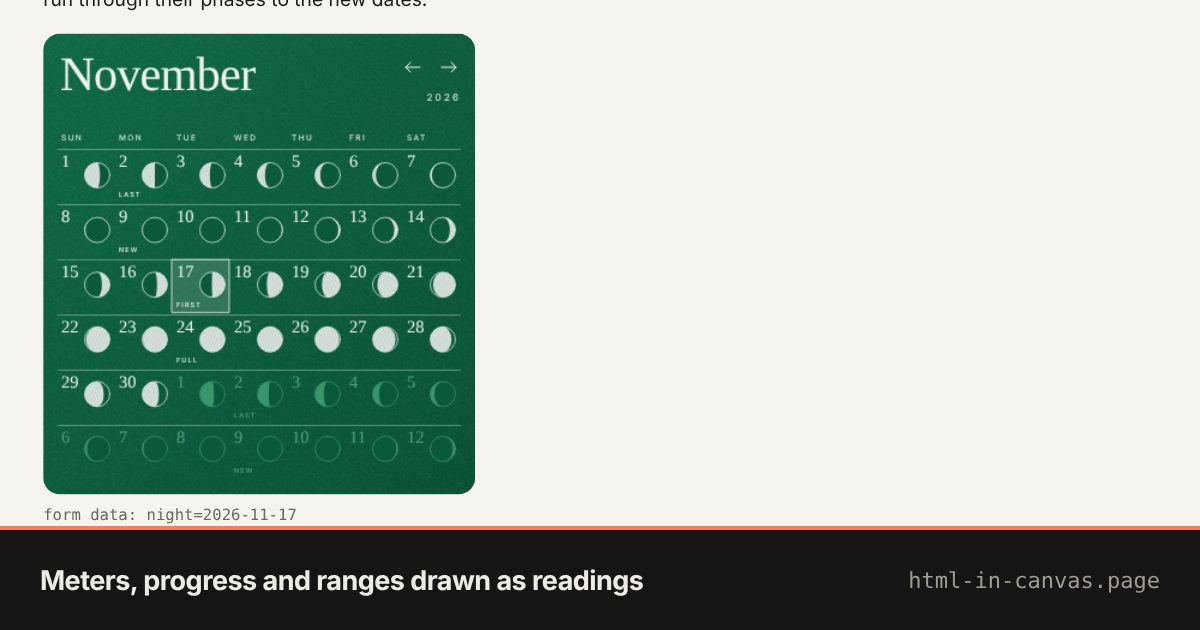 run through their phases to the new dates.
November
← →
2026
SUN MON TUE WED THU FRI SAT
1 2 3 4 5 6 7
LAST
8 9 10 11 12 13 14
NEW
15 16 17 18 19 20 21
FIRST
22 23 24 25 26 27 28
FULL
29 30 1 2 3 4 5
LAST
6 7 8 9 10 11 12
NEW
form data: night=2026-11-17
Meters, progress and ranges drawn as readings
html-in-canvas.page